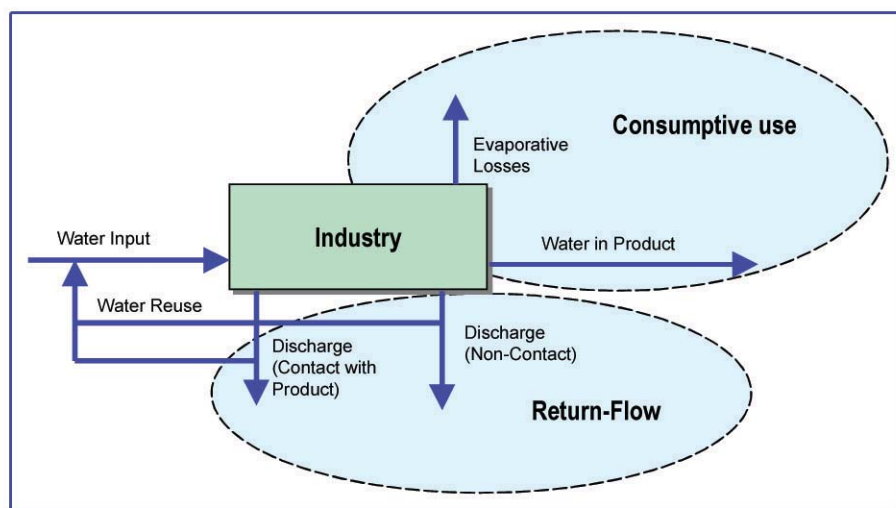 Consumptive use
Evaporative
Losses
Industry
Water Input
Water in Product
Water Reuse
Discharge
(Contact with
Product)
Discharge
(Non-Contact)
Return-Flow